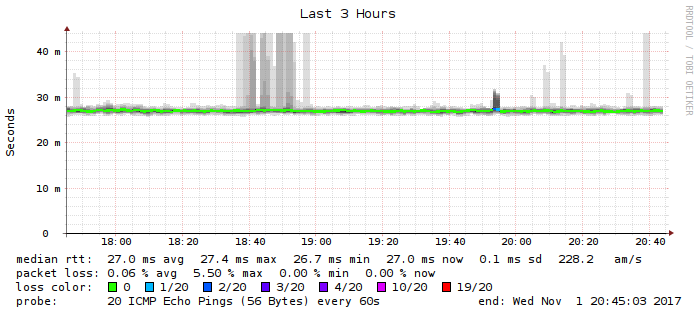 Last 3 Hours
RRDTOOL / TOBI OETIKER
Seconds
40 m
30 m
20 m
10 m
0
18:00 18:20 18:40 19:00 19:20 19:40 20:00 20:20 20:40
median rtt: 27.0 ms avg 27.4 ms max 26.7 ms min 27.0 ms now 0.1 ms sd 228.2 am/s
packet loss: 0.06 % avg 5.50 % max 0.00 % min 0.00 % now
loss color: 0 1/20 2/20 3/20 4/20 10/20 19/20
probe: 20 ICMP Echo Pings (56 Bytes) every 60s end: Wed Nov 1 20:45:03 2017